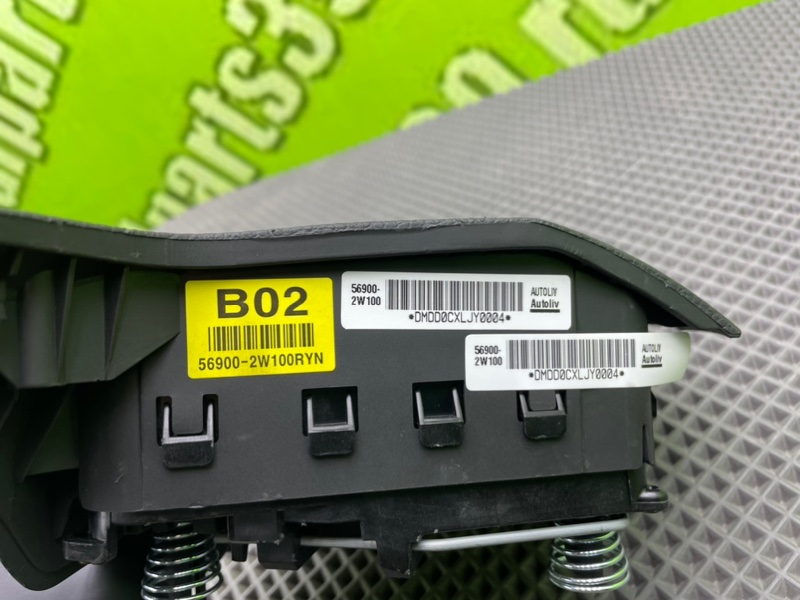 B02
56900-2W100RYN
56900-
2W100
*DMDD0CXLJY0004*
AUTOLIV
Autoliv
56900-
2W100
*DMDD0CXLJY0004*
AUTOLIV
Autoliv